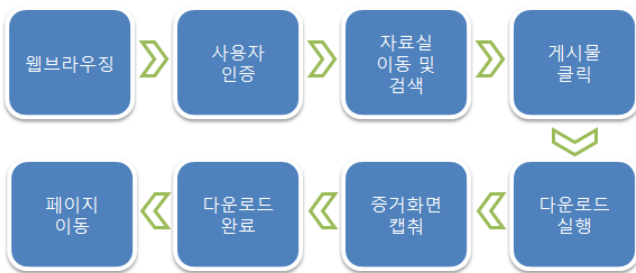 웹브라우징
사용자
인증
자료실
이동 및
검색
게시물
클릭
다운로드
실행
증거화면
캡춰
다운로드
완료
페이지
이동